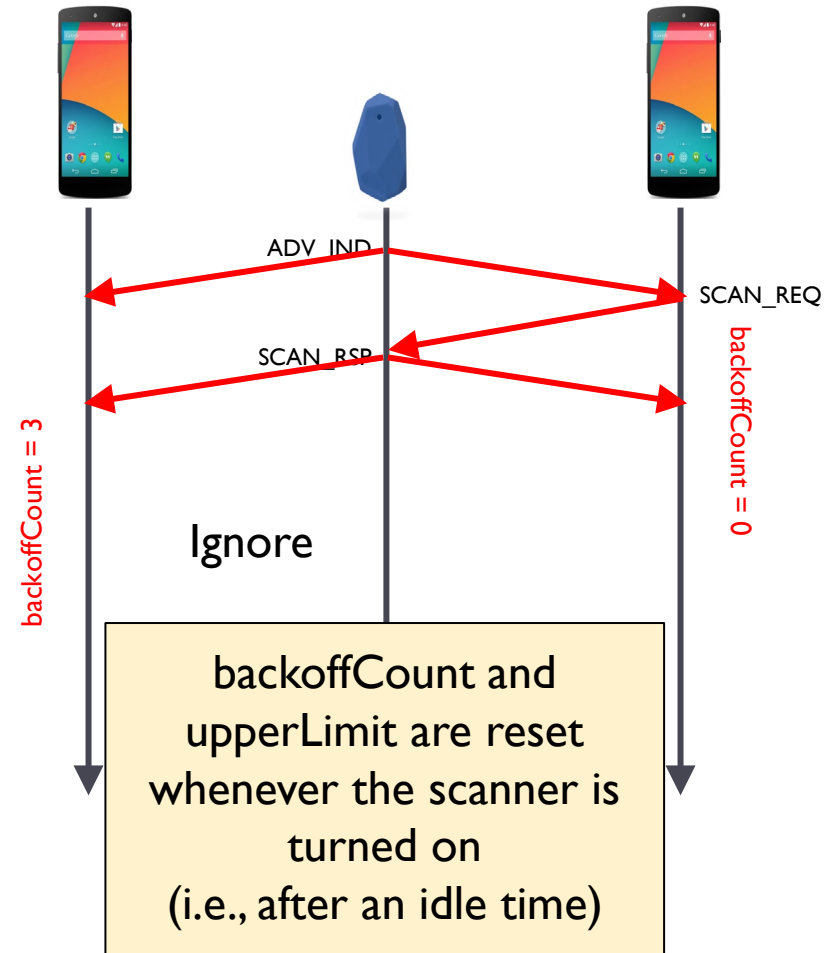 ADV_IND
SCAN_REQ
SCAN_RSP
backoffCount = 0
backoffCount = 3
Ignore
backoffCount and
upperLimit are reset
whenever the scanner is
turned on
(i.e., after an idle time)